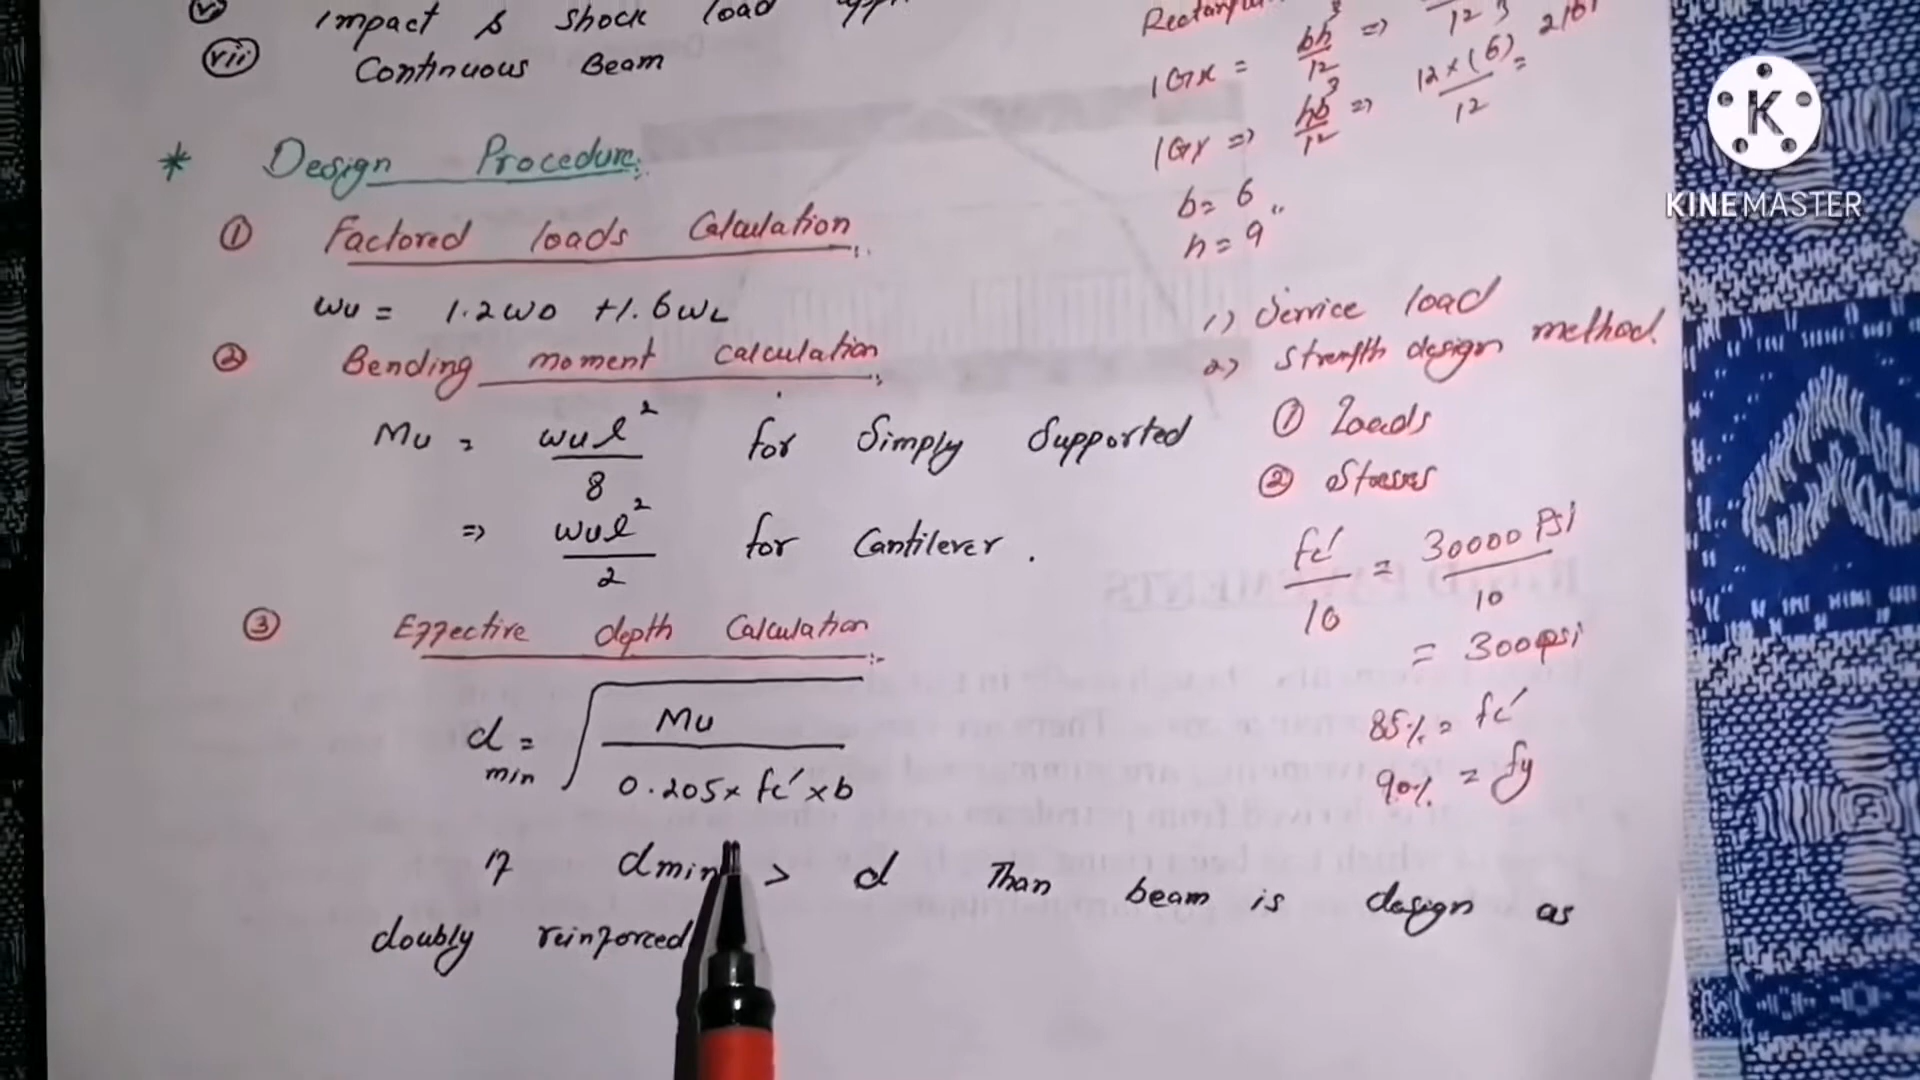 Impact & Shock load
vii Continuous Beam
* Design Procedure:
① Factored loads Calculation :-
wu = 1.2wD + 1.6wL
② Bending moment Calculation :-
Mu = wul²/8 for Simply Supported
=> wul²/2 for Cantilever.
③ Effective depth Calculation :-
dmin = √Mu/0.205 x fc' x b
If dmin > d Than beam is design as
doubly reinforced
12
IGx = bh³/12 =>
IGy => hb³/12 => 12x(6)³/12 =
b = 6"
h = 9"
1) Service load
2) Strength design method.
① Loads
② Stresses
fc'/10 = 30000 Psi/10
= 300psi
85% = fc'
90% = fy
K
KINEMASTER